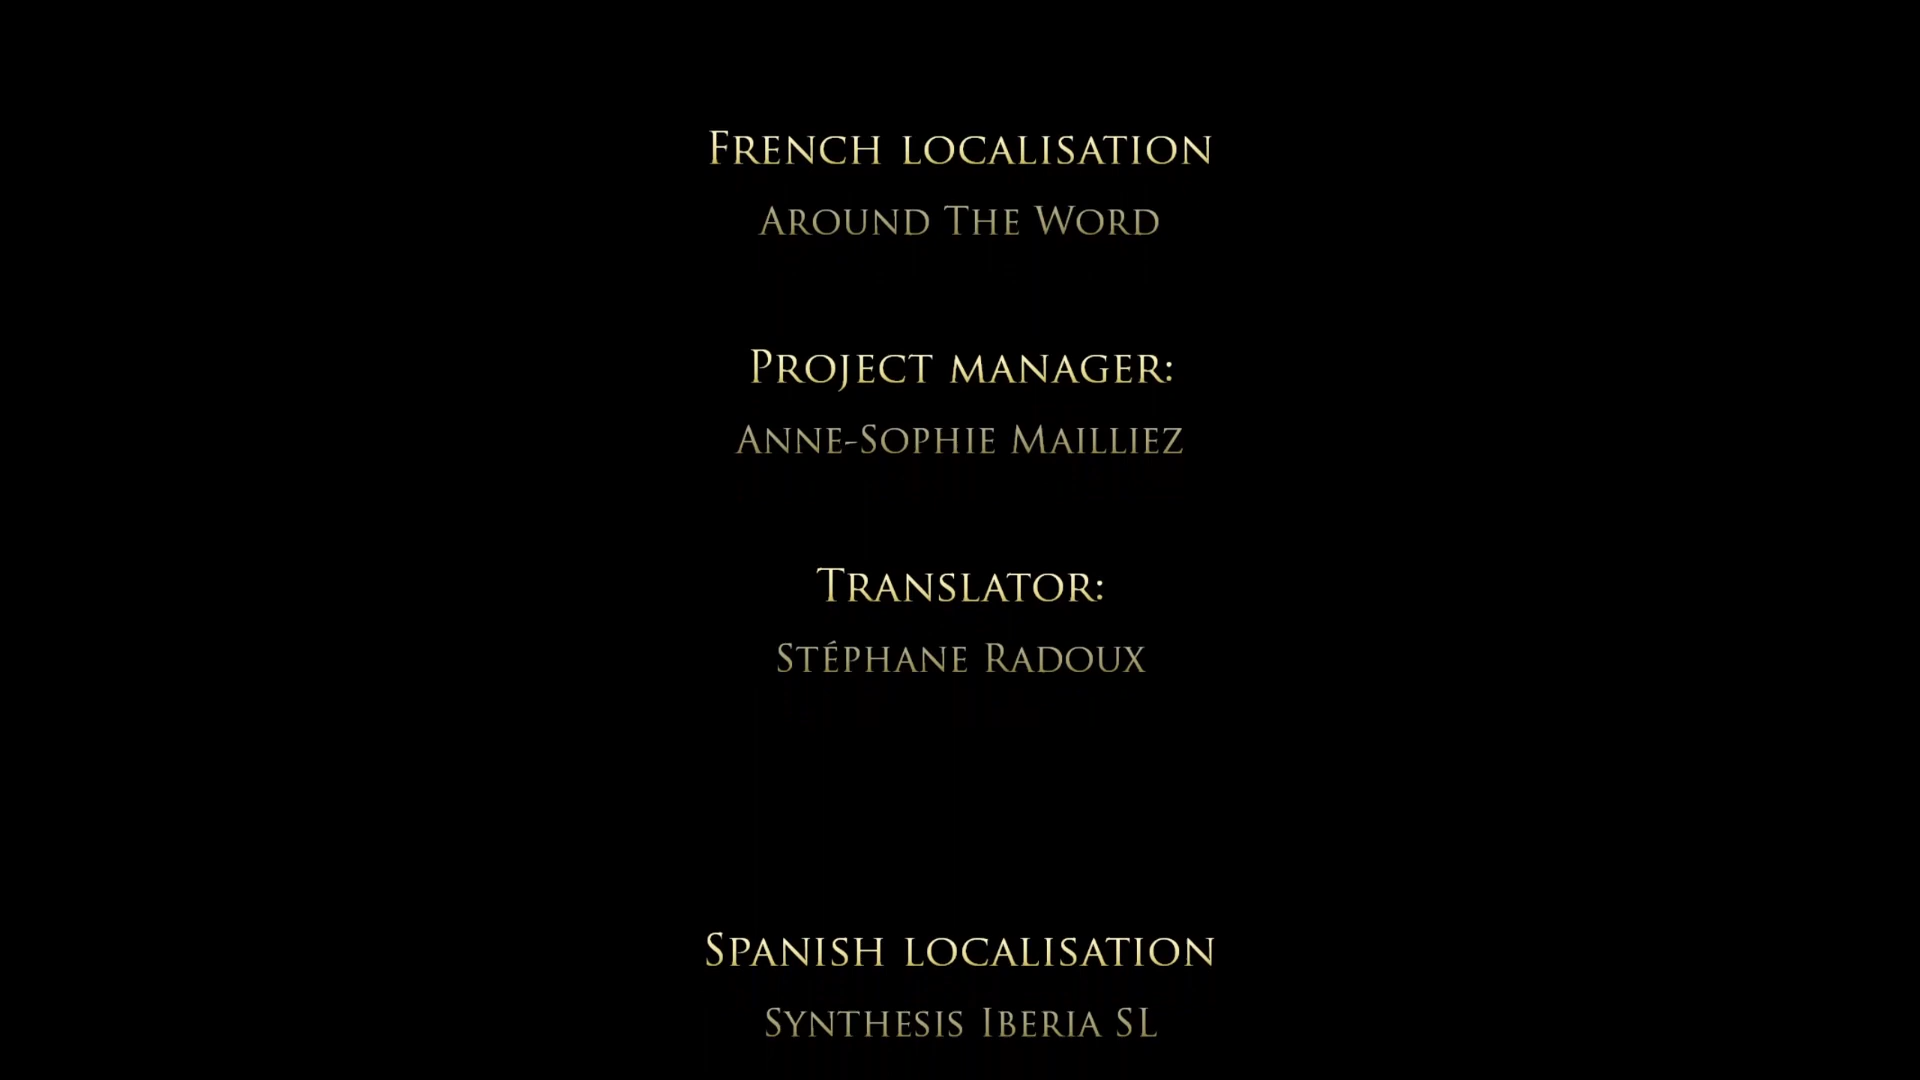 French localisation
Around The Word
Project manager:
Anne-Sophie Mailliez
Translator:
Stéphane Radoux
Spanish localisation
Synthesis Iberia SL